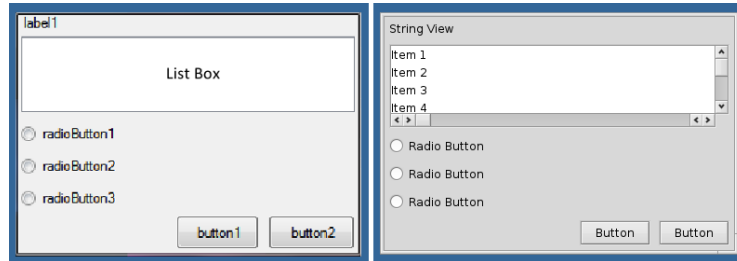 label1
List Box
radioButton1
radioButton2
radioButton3
button1 button2
String View
Item 1
Item 2
Item 3
Item 4
Radio Button
Radio Button
Radio Button
Button Button